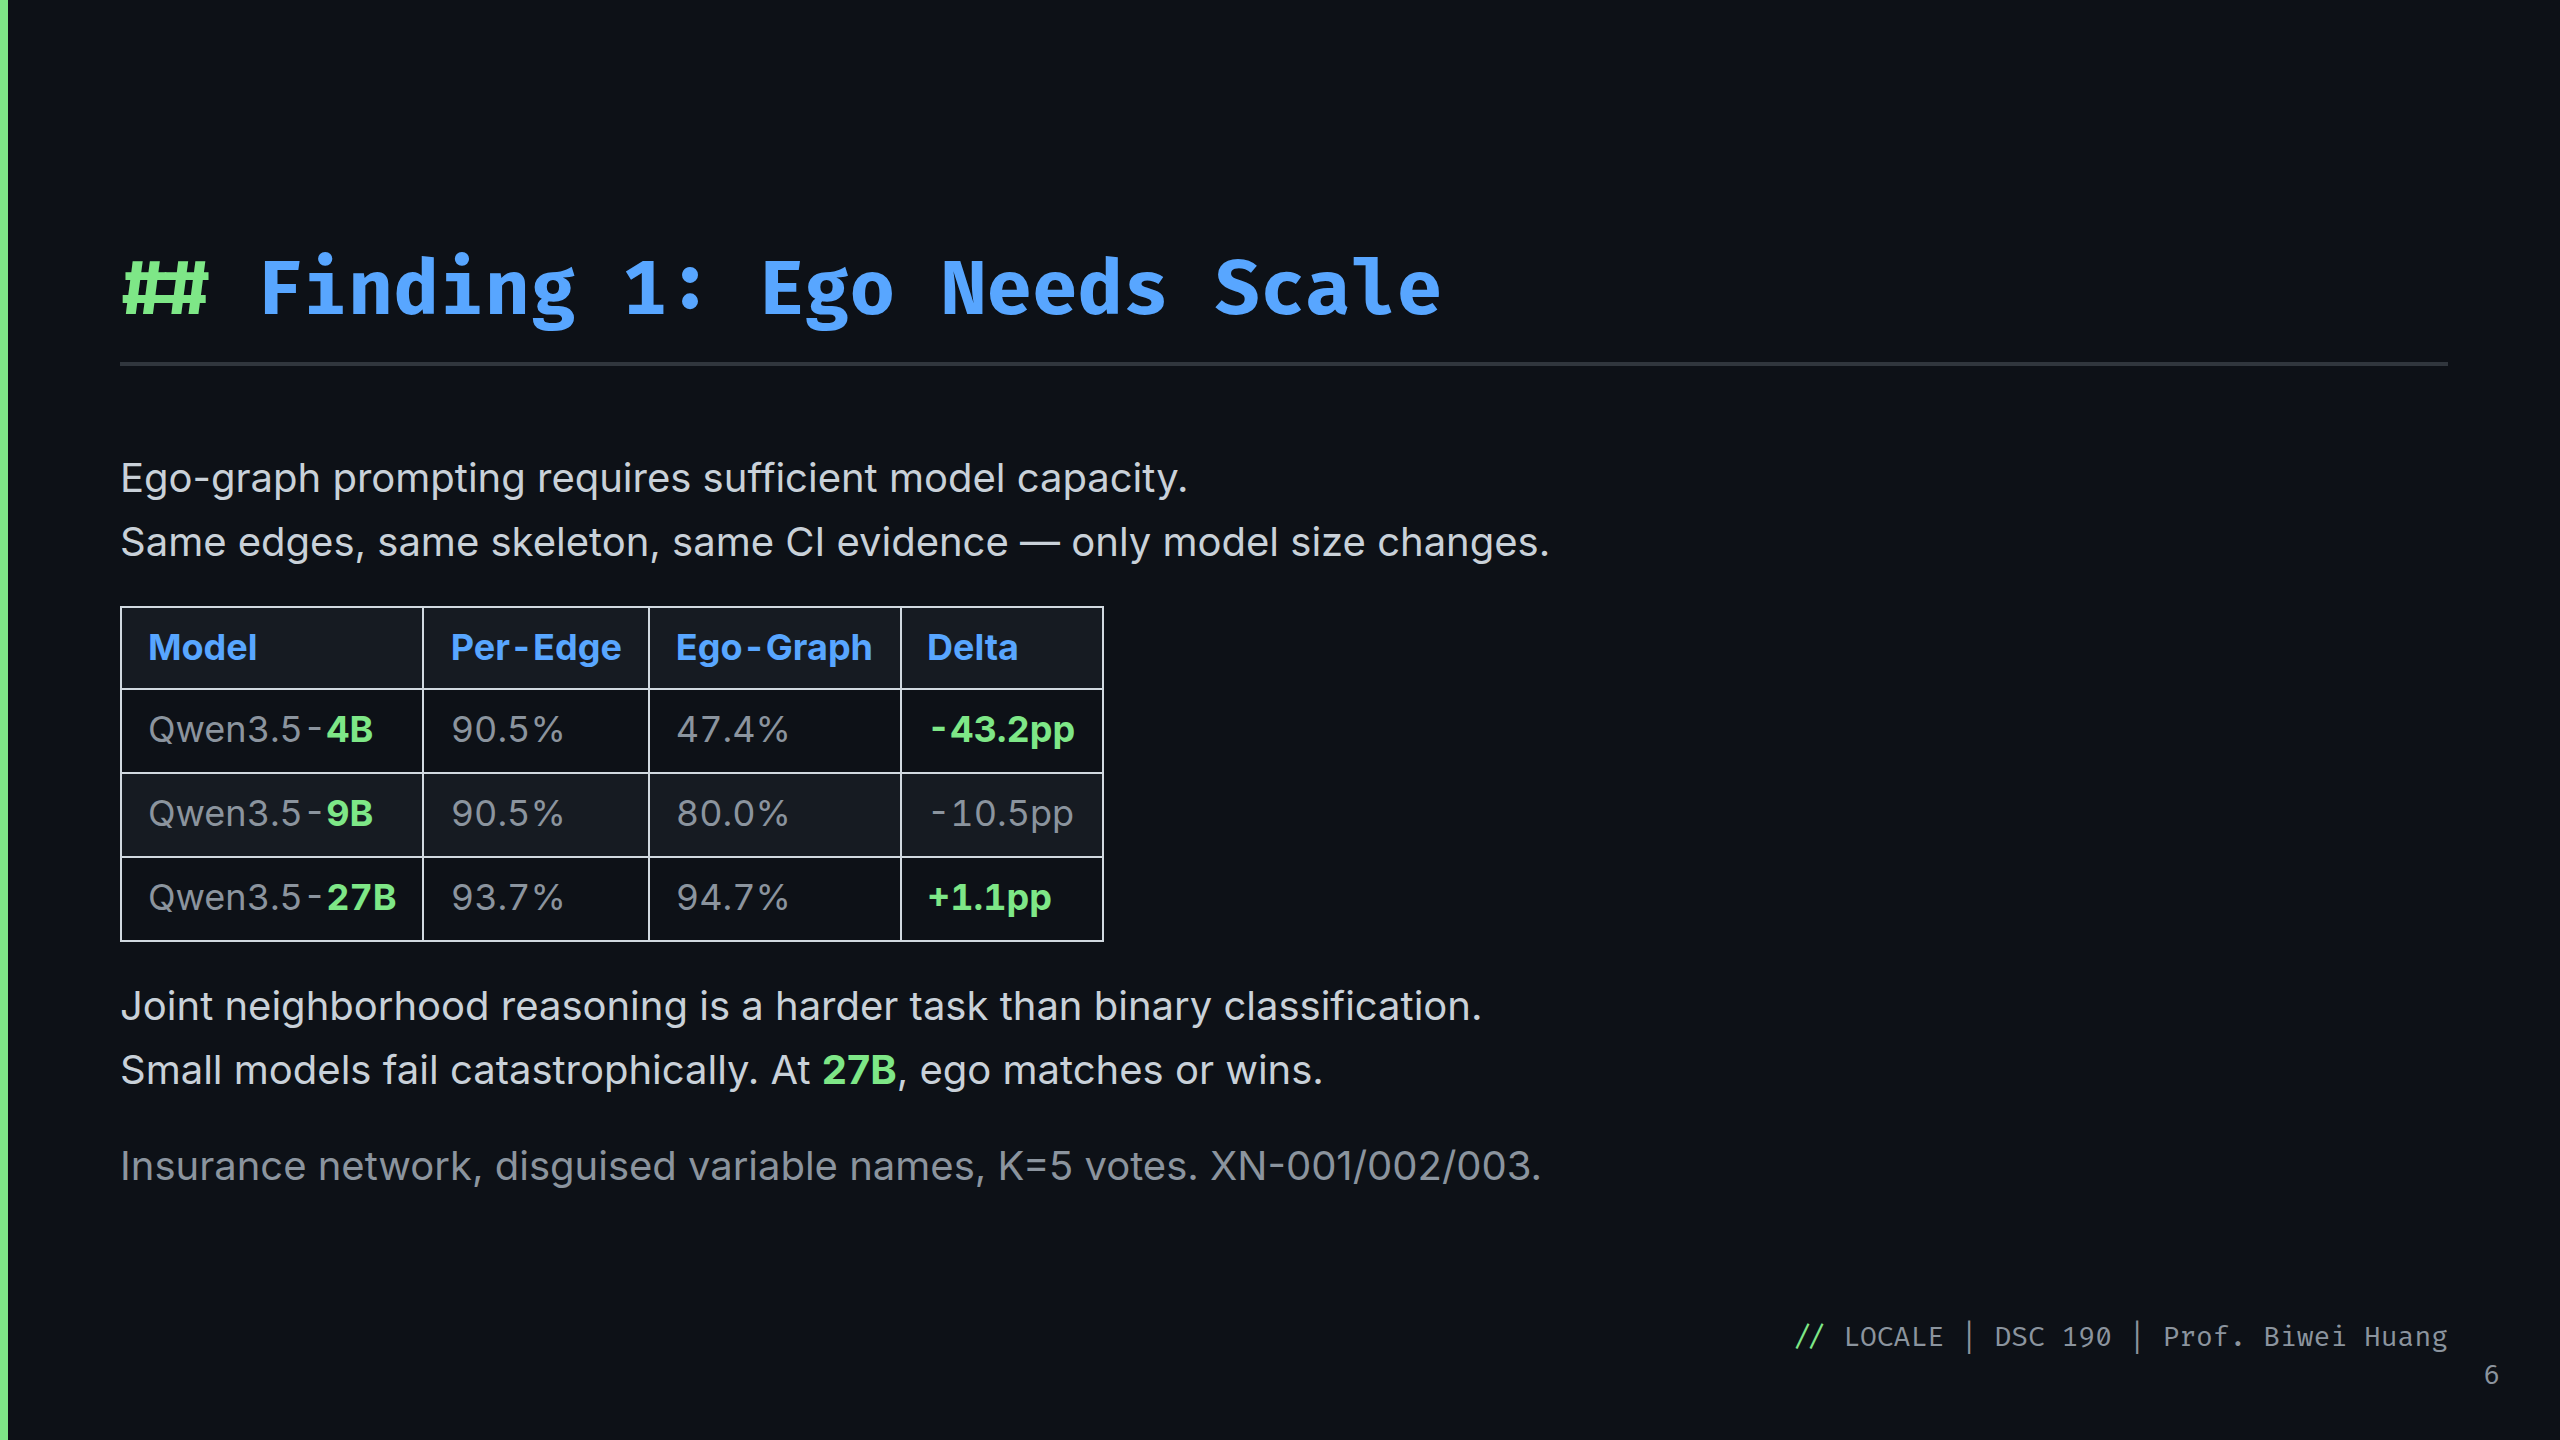 ## Finding 1: Ego Needs Scale
Ego-graph prompting requires sufficient model capacity.
Same edges, same skeleton, same CI evidence — only model size changes.
Model Per-Edge Ego-Graph Delta
Qwen3.5-4B 90.5% 47.4% -43.2pp
Qwen3.5-9B 90.5% 80.0% -10.5pp
Qwen3.5-27B 93.7% 94.7% +1.1pp
Joint neighborhood reasoning is a harder task than binary classification.
Small models fail catastrophically. At 27B, ego matches or wins.
Insurance network, disguised variable names, K=5 votes. XN-001/002/003.
// LOCALE | DSC 190 | Prof. Biwei Huang
6